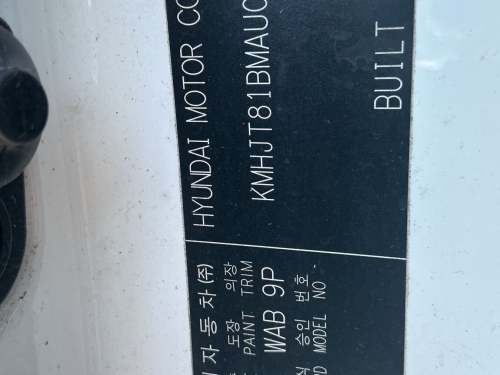 HYUNDAI MOTOR CO
KMHJT81BMAU
BUILT
자동차(주)
도장 의장
PAINT TRIM
WAB 9P
승인 번호
MODEL NO